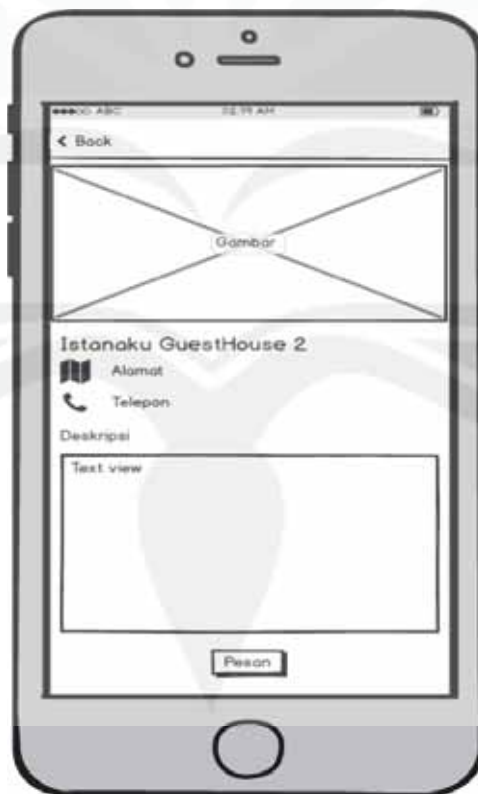 ABC
< Back
Gambar
Istanaku GuestHouse 2
Alamat
Telepon
Deskripsi
Text view
Pesan